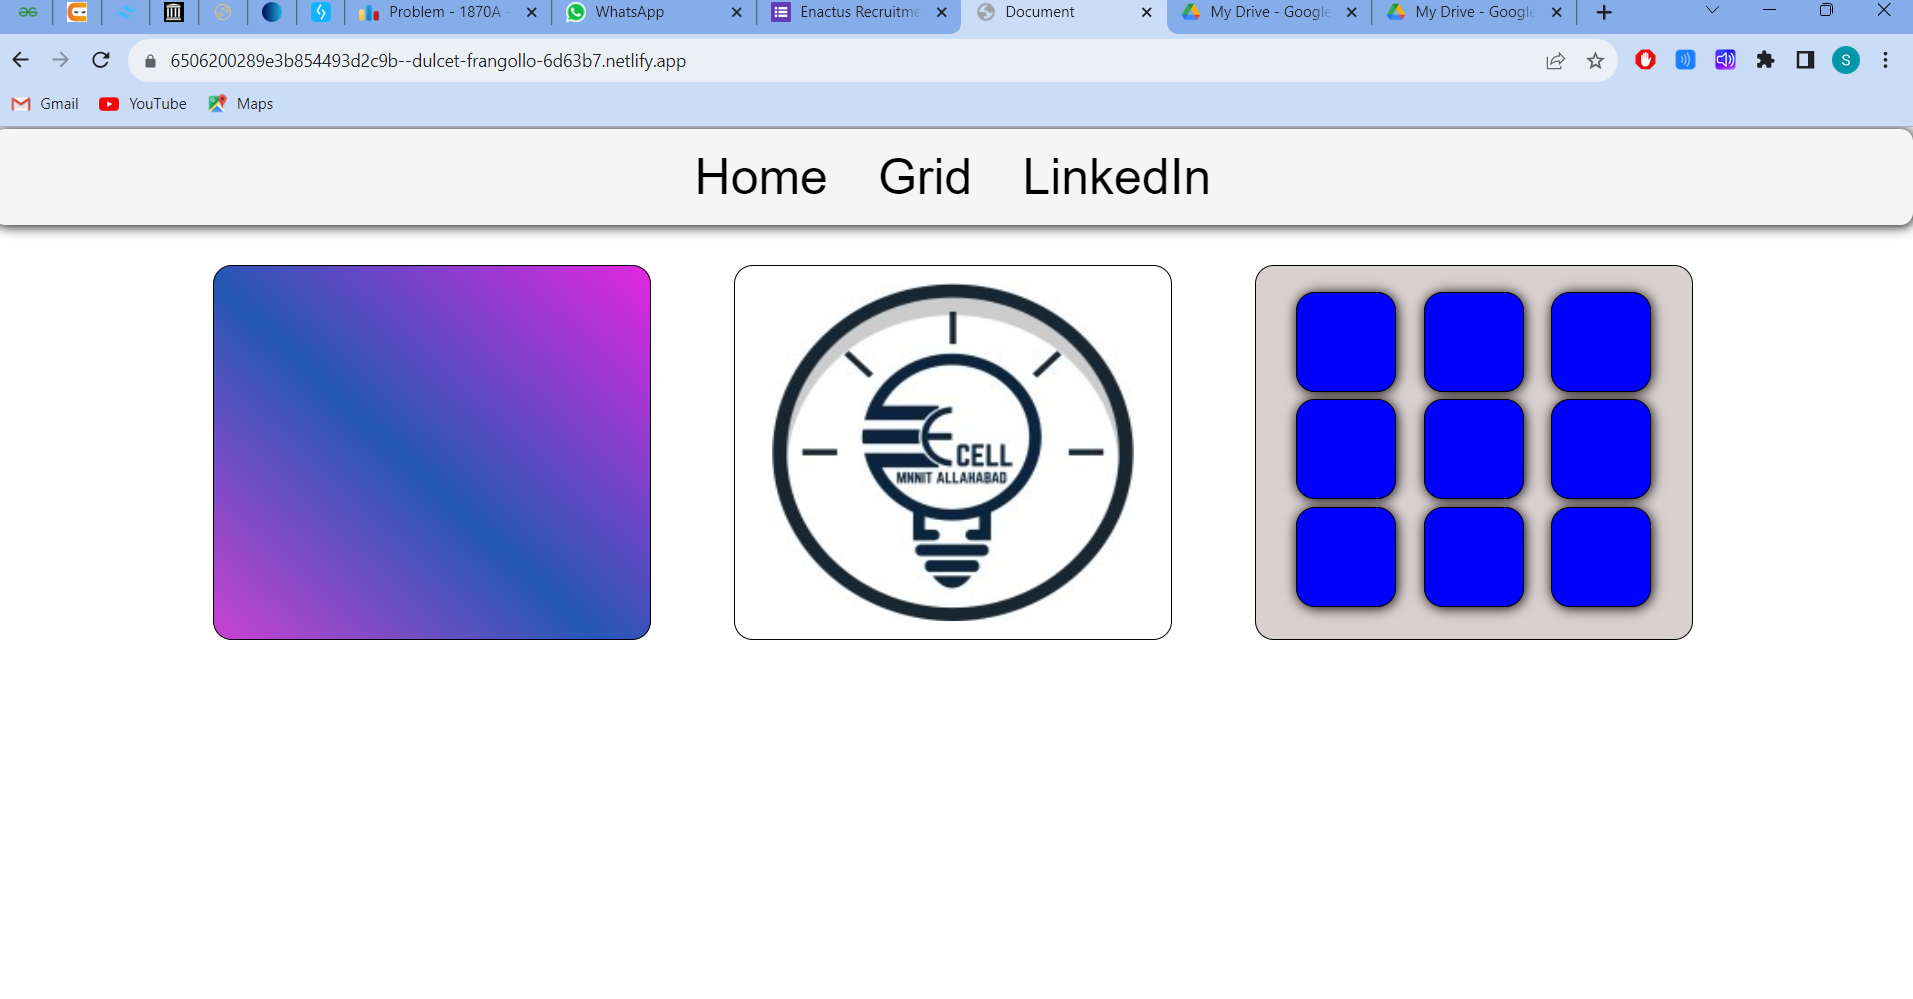 Problem - 1870A - WhatsApp Enactus Recruitme Document My Drive - Google My Drive - Google
6506200289e3b854493d2c9b--dulcet-frangollo-6d63b7.netlify.app S
Gmail YouTube Maps
Home Grid LinkedIn
E CELL
MNNIT ALLAHABAD